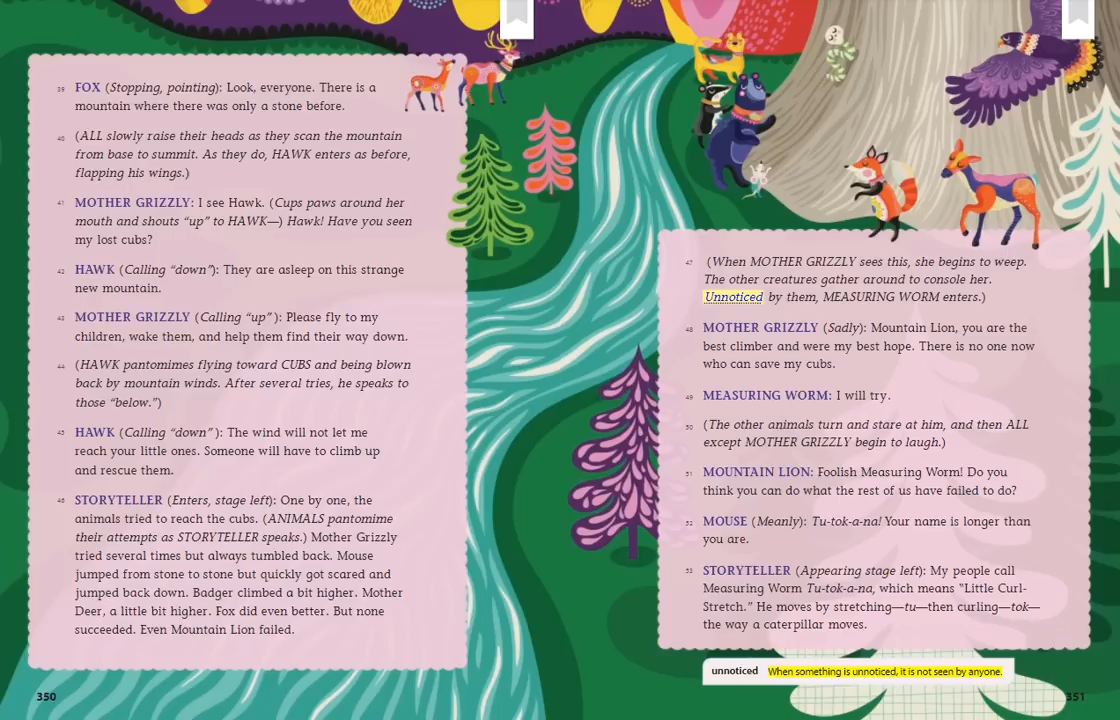 39 FOX (Stopping, pointing): Look, everyone. There is a
mountain where there was only a stone before.
40 (ALL slowly raise their heads as they scan the mountain
from base to summit. As they do, HAWK enters as before,
flapping his wings.)
41 MOTHER GRIZZLY: I see Hawk. (Cups paws around her
mouth and shouts “up” to HAWK—) Hawk! Have you seen
my lost cubs?
42 HAWK (Calling “down”): They are asleep on this strange
new mountain.
43 MOTHER GRIZZLY (Calling “up”): Please fly to my
children, wake them, and help them find their way down.
44 (HAWK pantomimes flying toward CUBS and being blown
back by mountain winds. After several tries, he speaks to
those “below.”)
45 HAWK (Calling “down”): The wind will not let me
reach your little ones. Someone will have to climb up
and rescue them.
46 STORYTELLER (Enters, stage left): One by one, the
animals tried to reach the cubs. (ANIMALS pantomime
their attempts as STORYTELLER speaks.) Mother Grizzly
tried several times but always tumbled back. Mouse
jumped from stone to stone but quickly got scared and
jumped back down. Badger climbed a bit higher. Mother
Deer, a little bit higher. Fox did even better. But none
succeeded. Even Mountain Lion failed.
350
47 (When MOTHER GRIZZLY sees this, she begins to weep.
The other creatures gather around to console her.
Unnoticed by them, MEASURING WORM enters.)
48 MOTHER GRIZZLY (Sadly): Mountain Lion, you are the
best climber and were my best hope. There is no one now
who can save my cubs.
49 MEASURING WORM: I will try.
50 (The other animals turn and stare at him, and then ALL
except MOTHER GRIZZLY begin to laugh.)
51 MOUNTAIN LION: Foolish Measuring Worm! Do you
think you can do what the rest of us have failed to do?
52 MOUSE (Meanly): Tu-tok-a-na! Your name is longer than
you are.
53 STORYTELLER (Appearing stage left): My people call
Measuring Worm Tu-tok-a-na, which means “Little Curl-
Stretch.” He moves by stretching—tu—then curling—tok—
the way a caterpillar moves.
unnoticed When something is unnoticed, it is not seen by anyone.
351